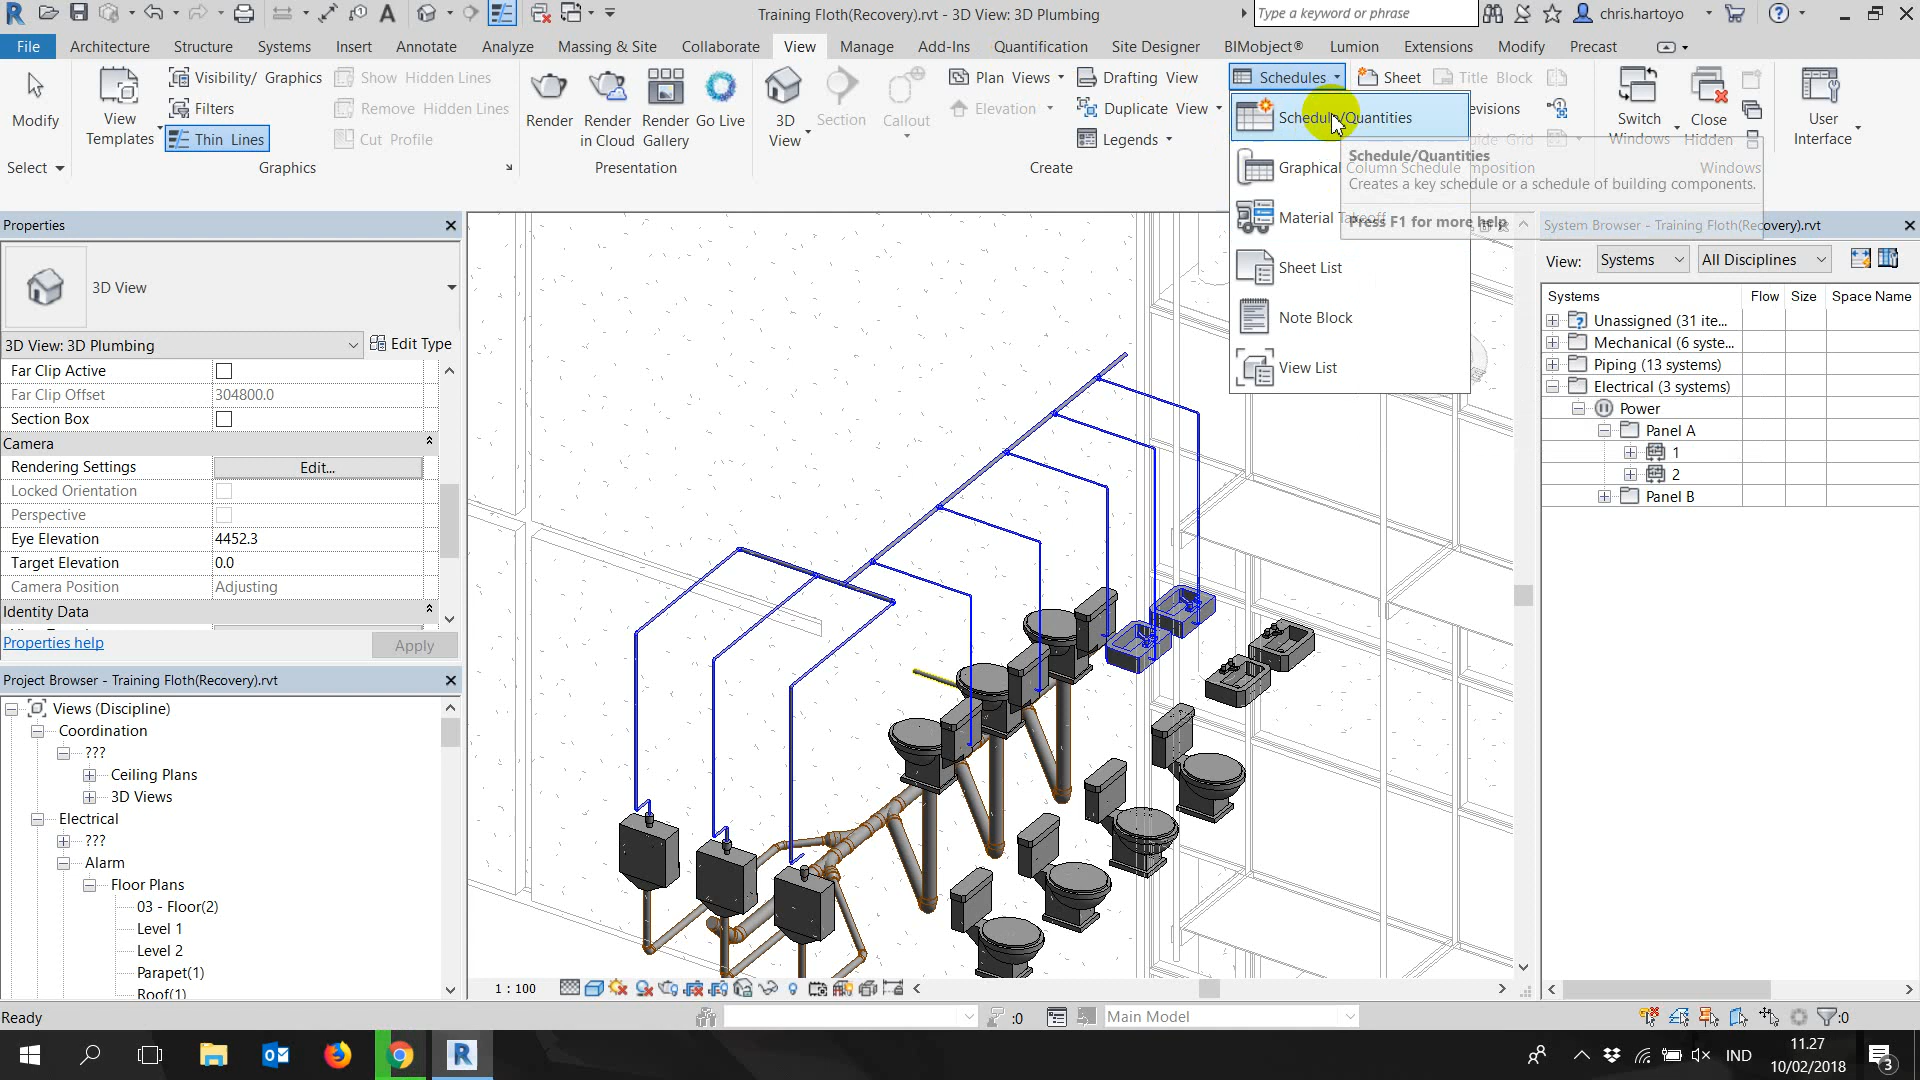 Training Floth(Recovery).rvt - 3D View: 3D Plumbing
Type a keyword or phrase
chris.hartoyo
File Architecture Structure Systems Insert Annotate Analyze Massing & Site Collaborate View Manage Add-Ins Quantification Site Designer BIMobject® Lumion Extensions Modify Precast
Modify
Select
View Templates
Visibility/ Graphics
Filters
Thin Lines
Show Hidden Lines
Remove Hidden Lines
Cut Profile
Graphics
Render
Render in Cloud
Render Gallery
Go Live
Presentation
3D View
Section
Callout
Plan Views
Elevation
Drafting View
Duplicate View
Legends
Create
Schedules
Sheet
Title Block
Guide Grid
Switch Windows
Close Hidden
Windows
User Interface
Schedule/Quantities
Graphical Column Schedule
Material Takeoff
Sheet List
Note Block
View List
Schedule/Quantities
Creates a key schedule or a schedule of building components.
Press F1 for more help
Properties
3D View
3D View: 3D Plumbing
Edit Type
Far Clip Active
Far Clip Offset 304800.0
Section Box
Camera
Rendering Settings Edit...
Locked Orientation
Perspective
Eye Elevation 4452.3
Target Elevation 0.0
Camera Position Adjusting
Identity Data
Properties help
Apply
Project Browser - Training Floth(Recovery).rvt
Views (Discipline)
Coordination
???
Ceiling Plans
3D Views
Electrical
???
Alarm
Floor Plans
03 - Floor(2)
Level 1
Level 2
Parapet(1)
Roof(1)
System Browser - Training Floth(Recovery).rvt
View: Systems All Disciplines
Systems Flow Size Space Name
Unassigned (31 ite...
Mechanical (6 syste...
Piping (13 systems)
Electrical (3 systems)
Power
Panel A
1
2
Panel B
1 : 100
Ready
:0
Main Model
:0
IND
11.27
10/02/2018
3